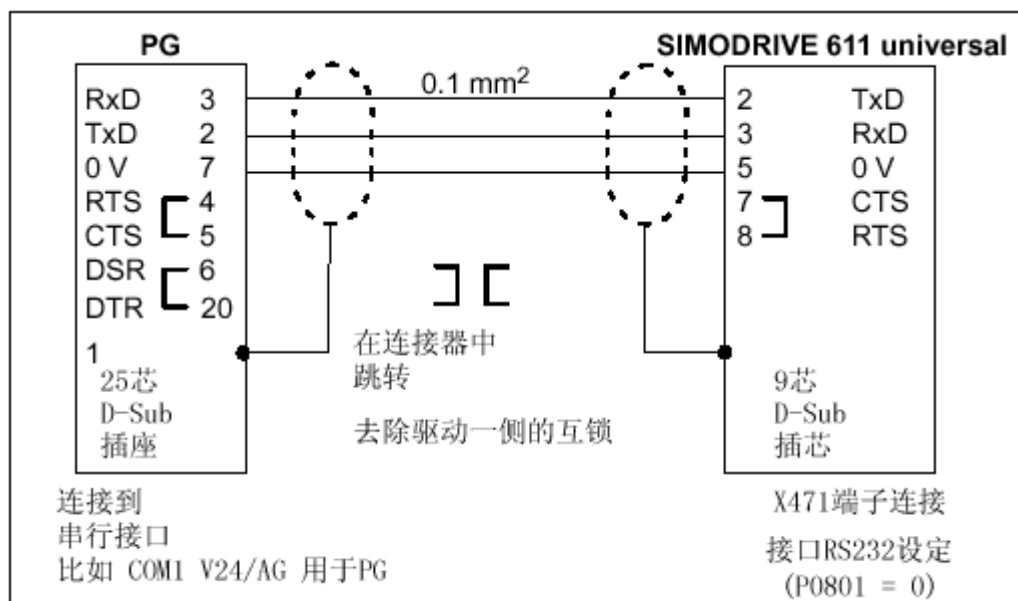 PG
SIMODRIVE 611 universal
0.1 mm²
RxD 3
TxD 2
0 V 7
RTS 4
CTS 5
DSR 6
DTR 20
1
25芯
D-Sub
插座
2 TxD
3 RxD
5 0 V
7 CTS
8 RTS
9芯
D-Sub
插芯
在连接器中
跳转
去除驱动一侧的互锁
连接到
串行接口
比如 COM1 V24/AG 用于PG
X471端子连接
接口RS232设定
(P0801 = 0)